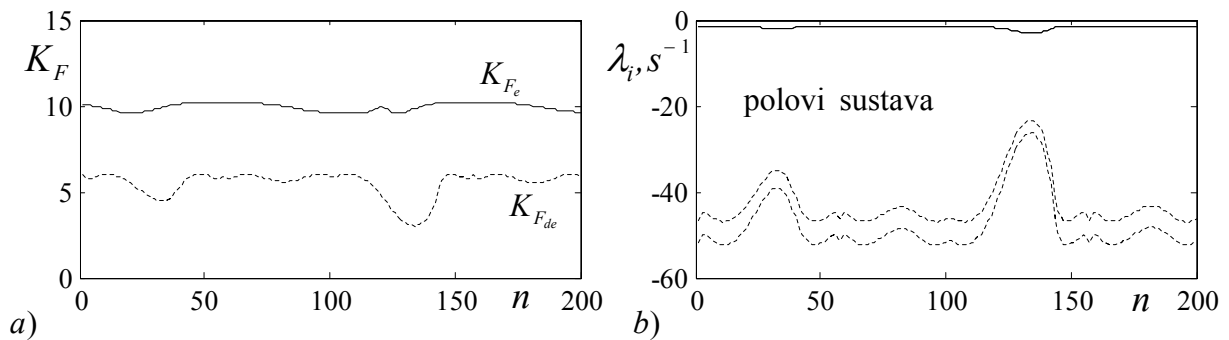 15
K_F
K_{F_e}
10
5
K_{F_{de}}
0
0 50 100 150 n 200
a)
0
λ_i, s^{-1}
-20
polovi sustava
-40
-60
0 50 100 150 n 200
b)